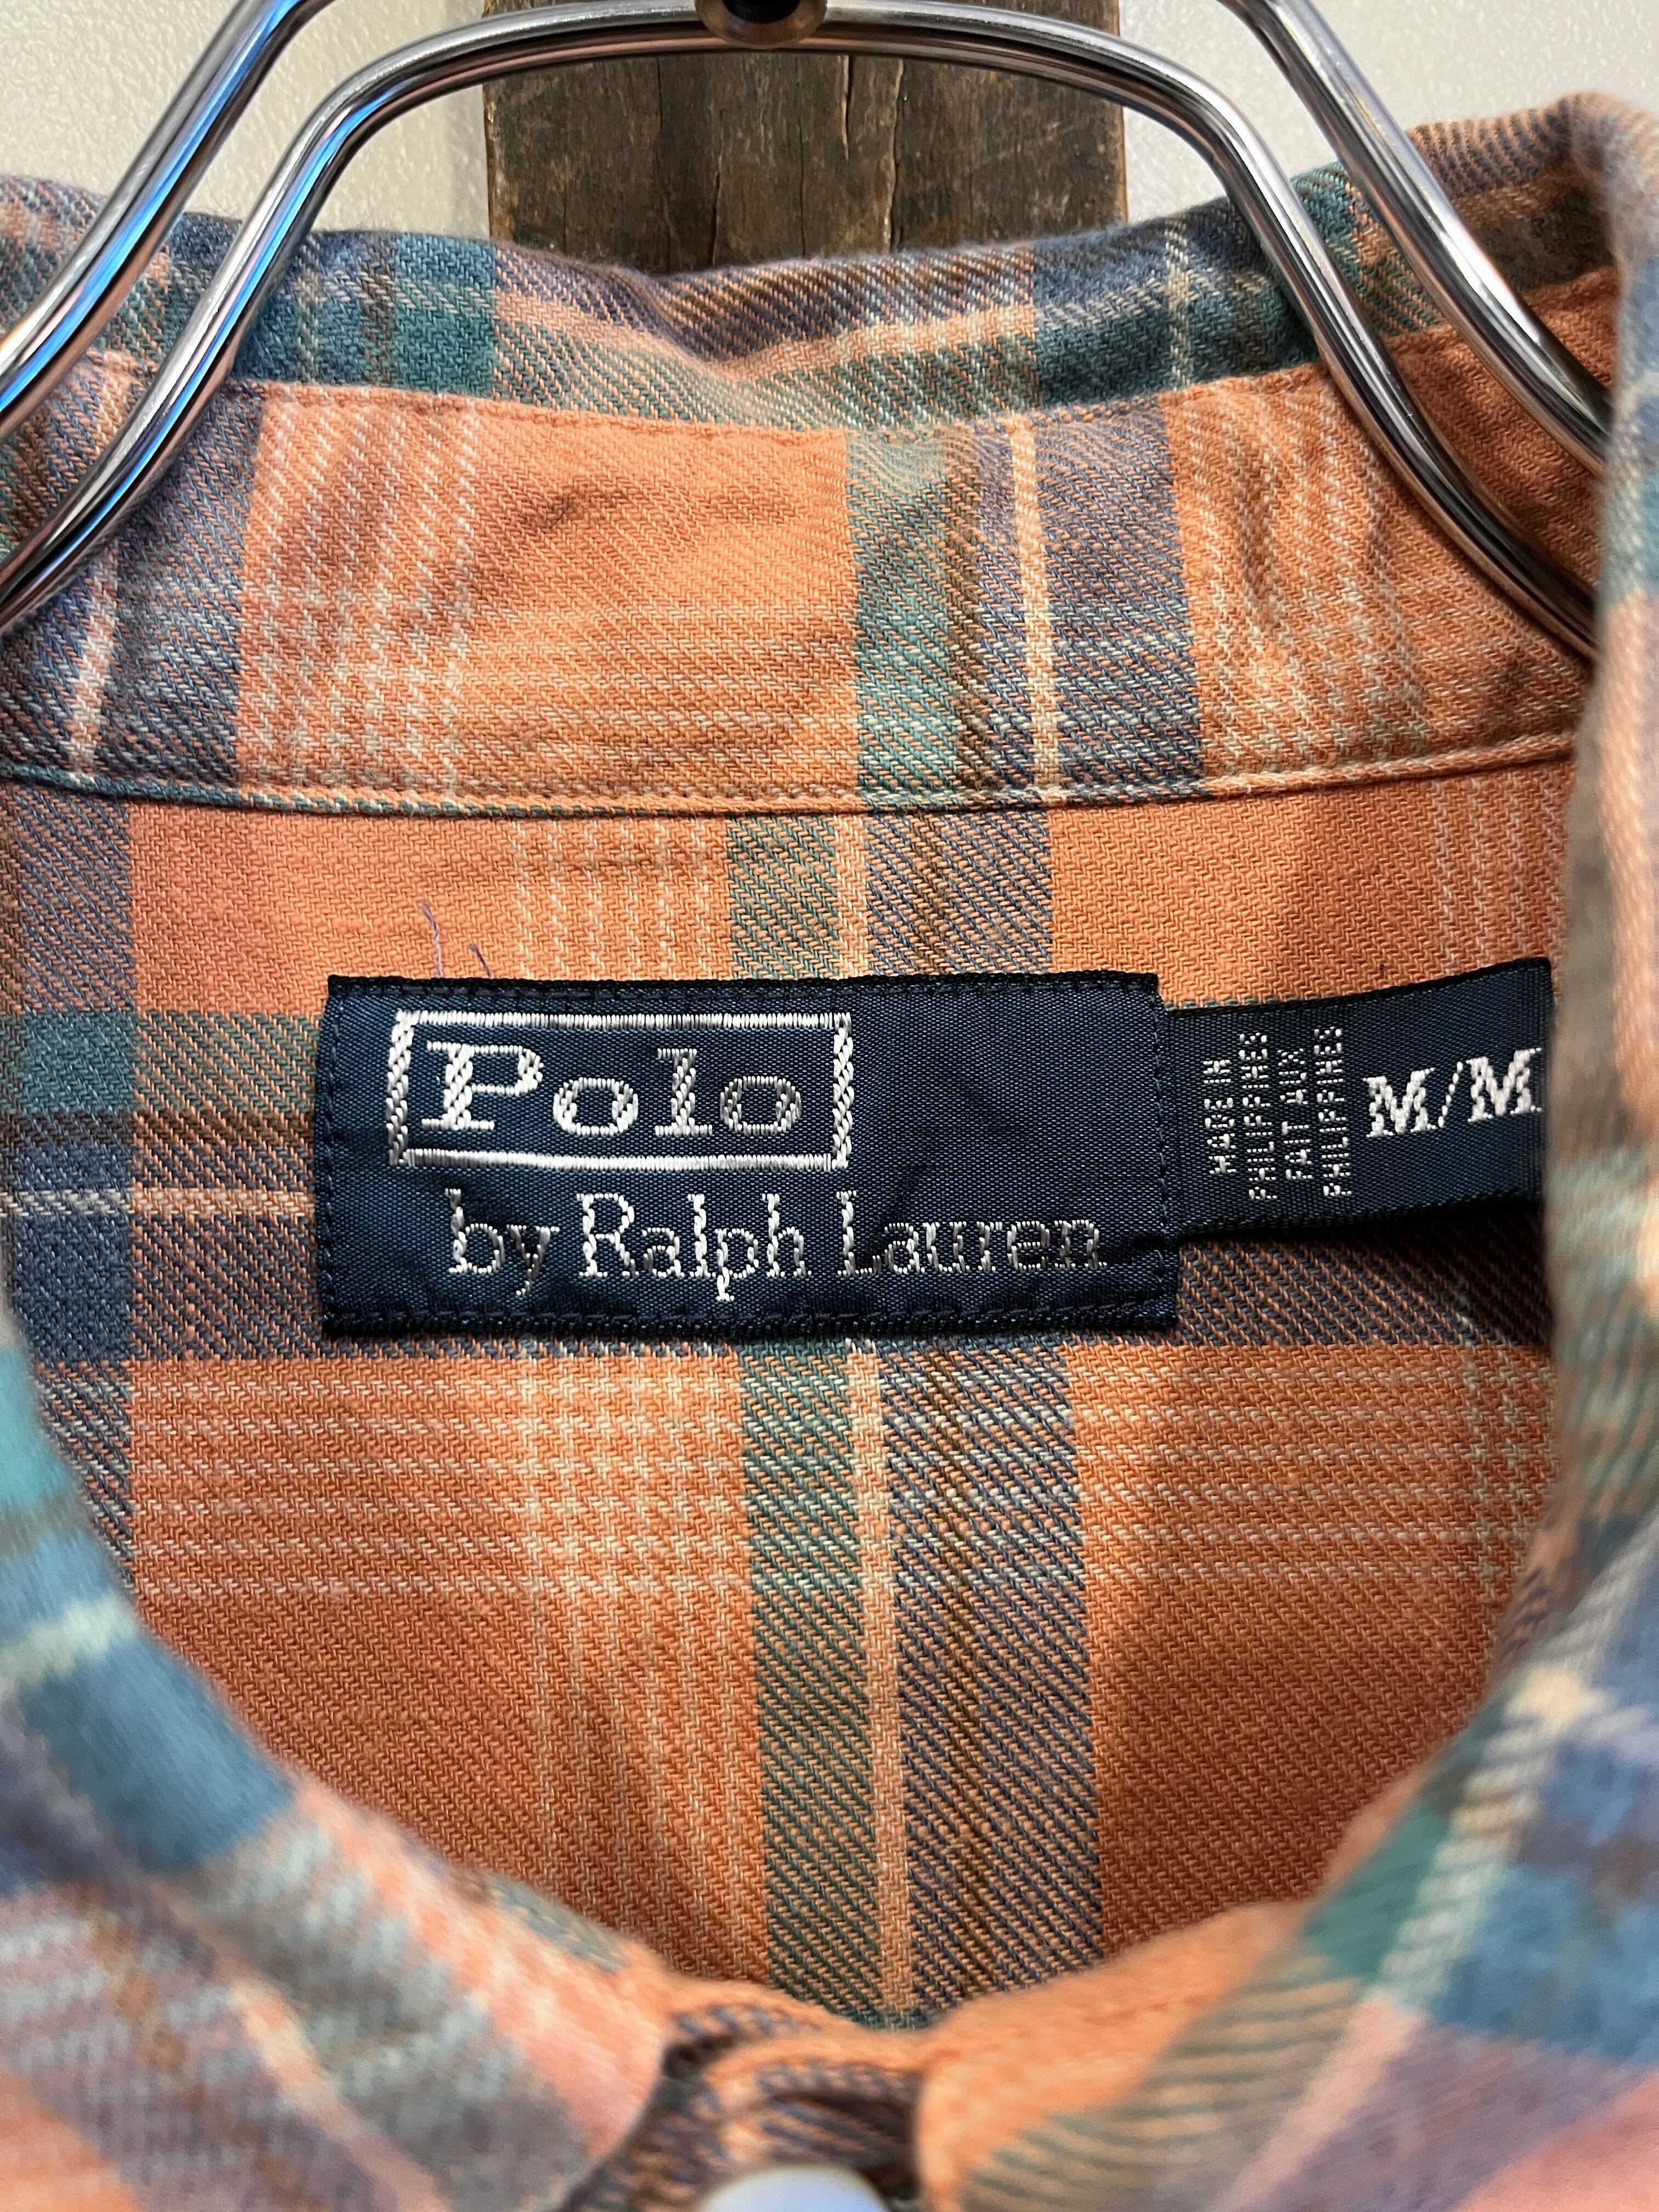 Polo
by Ralph Lauren
MADE IN
PHILIPPINES
FAIT AUX
PHILIPPINES
M/M